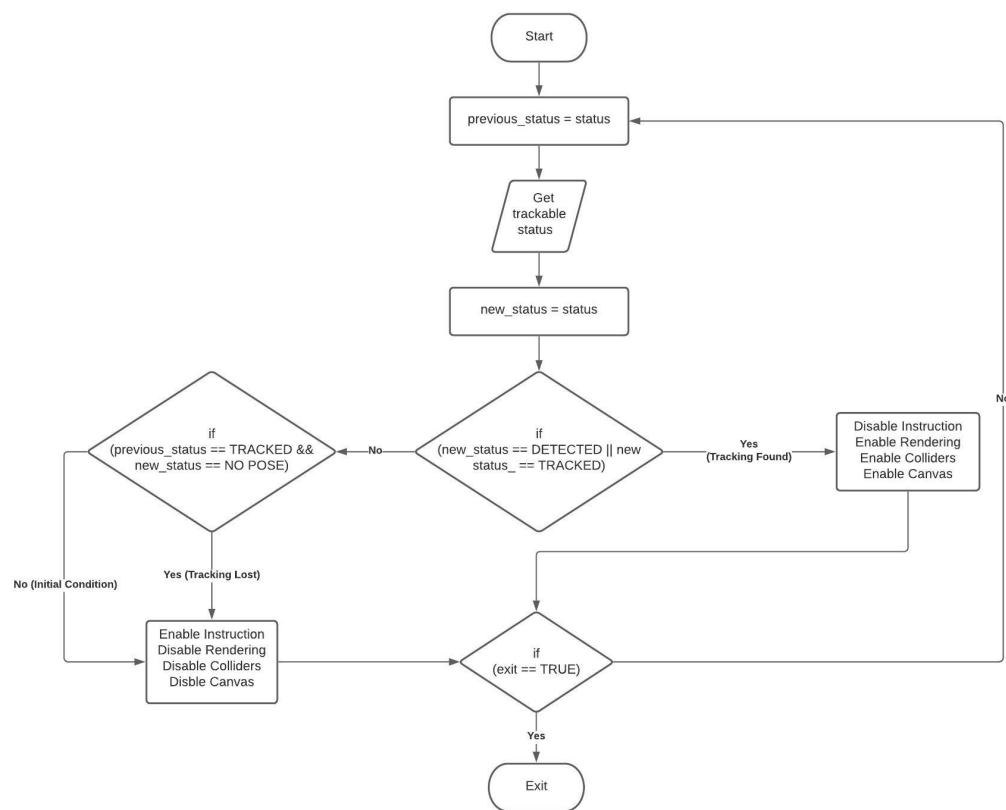 Start
previous_status = status
Get
trackable
status
new_status = status
if
(previous_status == TRACKED &&
new_status == NO POSE)
No
if
(new_status == DETECTED || new
status_ == TRACKED)
Yes
(Tracking Found)
Disable Instruction
Enable Rendering
Enable Colliders
Enable Canvas
No
No (Initial Condition)
Yes (Tracking Lost)
Enable Instruction
Disable Rendering
Disable Colliders
Disble Canvas
if
(exit == TRUE)
Yes
Exit